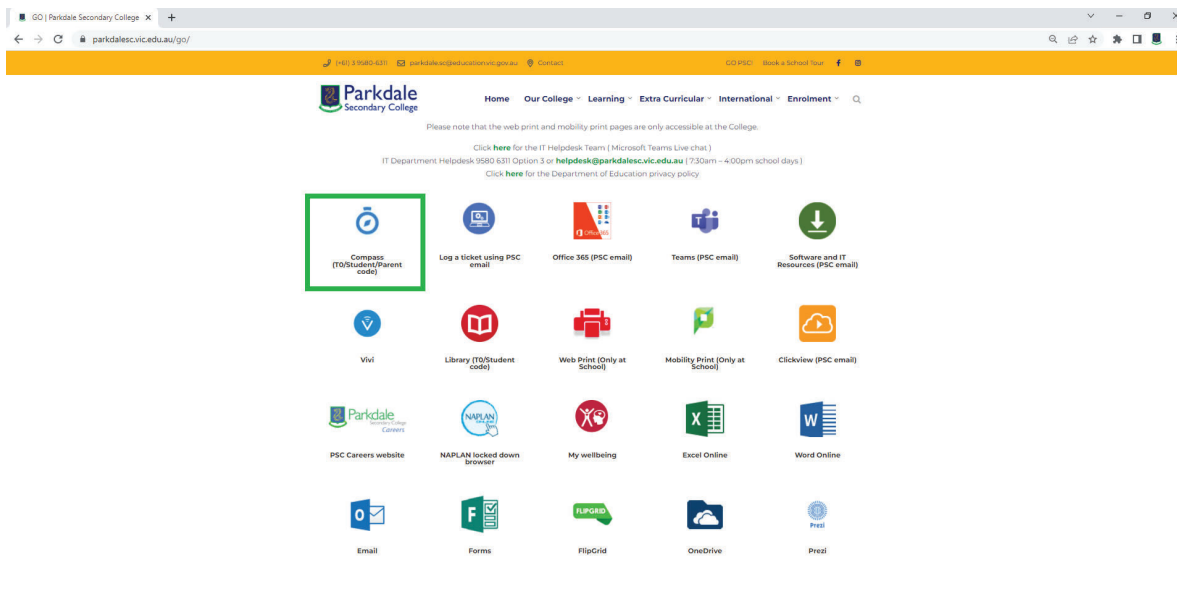 GO | Parkdale Secondary College
parkdalesc.vic.edu.au/go/
(+61) 3 9580-6311 parkdale.sc@education.vic.gov.au Contact GO PSC! Book a School Tour
Parkdale
Secondary College
Home Our College Learning Extra Curricular International Enrolment
Please note that the web print and mobility print pages are only accessible at the College.
Click here for the IT Helpdesk Team ( Microsoft Teams Live chat )
IT Department Helpdesk 9580 6311 Option 3 or helpdesk@parkdalesc.vic.edu.au ( 7:30am – 4:00pm school days )
Click here for the Department of Education privacy policy
Office 365
Compass
(T0/Student/Parent
code)
Log a ticket using PSC
email
Office 365 (PSC email)
Teams (PSC email)
Software and IT
Resources (PSC email)
Vivi
Library (T0/Student
code)
Web Print (Only at
School)
Mobility Print (Only at
School)
Clickview (PSC email)
Parkdale
Secondary College
Careers
NAPLAN
PSC Careers website
NAPLAN locked down
browser
My wellbeing
Excel Online
Word Online
FLIPGRID
Prezi
Email
Forms
FlipGrid
OneDrive
Prezi